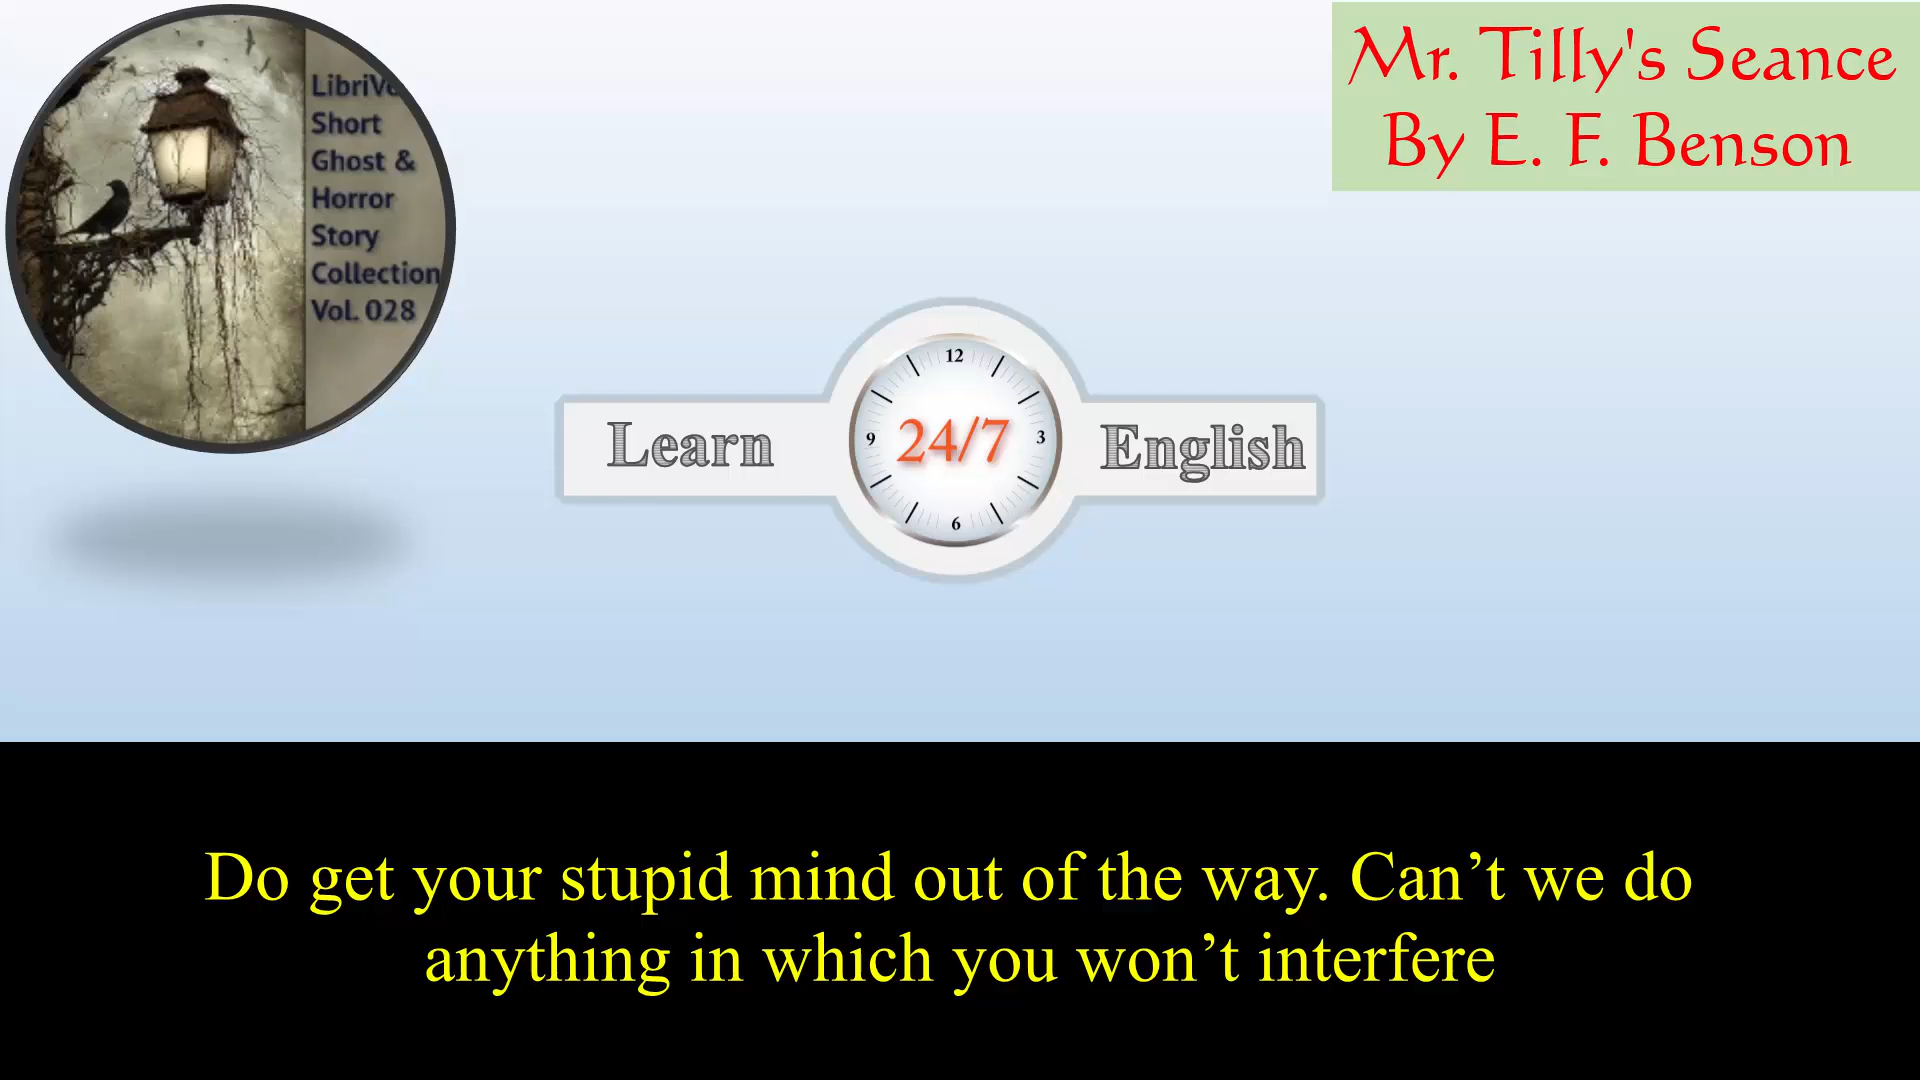 LibriVo
Short
Ghost &
Horror
Story
Collection
Vol. 028
Mr. Tilly's Seance
By E. F. Benson
Learn
12
9
24/7
3
6
English
Do get your stupid mind out of the way. Can’t we do
anything in which you won’t interfere